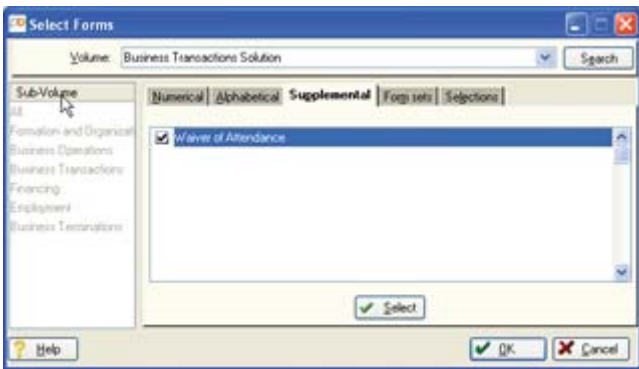 Select Forms
Volume: Business Transactions Solution Search
Sub-Volume
All
Formation and Organizat
Business Operations
Business Transactions
Financing
Employment
Business Terminations
Numerical Alphabetical Supplemental Form sets Selections
Waiver of Attendance
Select
? Help OK Cancel